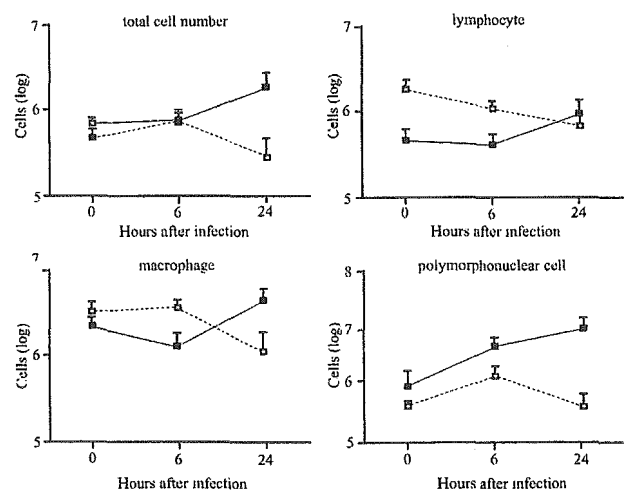 total cell number
7
6
5
Cells (log)
0 6 24
Hours after infection
lymphocyte
7
6
5
Cells (log)
0 6 24
Hours after infection
macrophage
7
6
5
Cells (log)
0 6 24
Hours after infection
polymorphonuclear cell
8
7
6
5
Cells (log)
0 6 24
Hours after infection